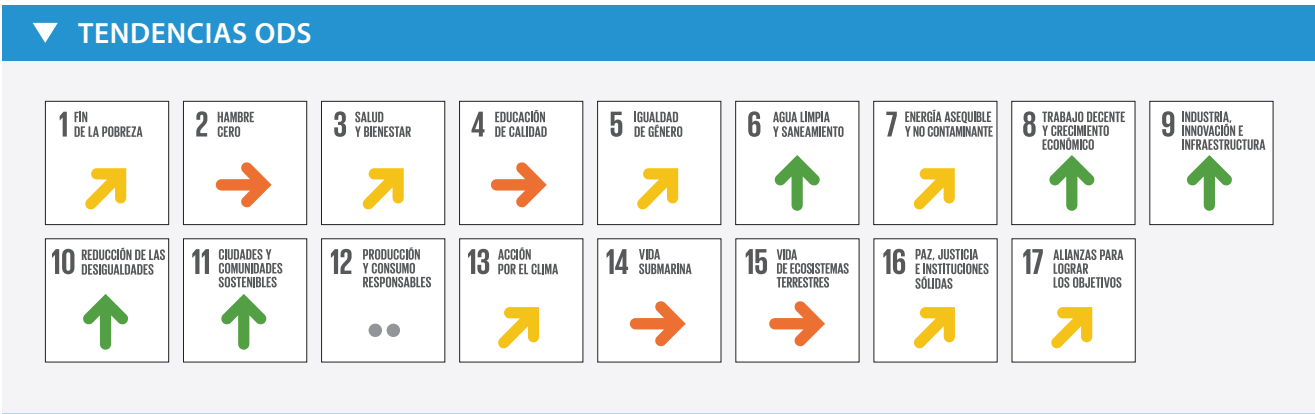 TENDENCIAS ODS
1 FIN
DE LA POBREZA
2 HAMBRE
CERO
3 SALUD
Y BIENESTAR
4 EDUCACIÓN
DE CALIDAD
5 IGUALDAD
DE GÉNERO
6 AGUA LIMPIA
Y SANEAMIENTO
7 ENERGÍA ASEQUIBLE
Y NO CONTAMINANTE
8 TRABAJO DECENTE
Y CRECIMIENTO
ECONÓMICO
9 INDUSTRIA,
INNOVACIÓN E
INFRAESTRUCTURA
10 REDUCCIÓN DE LAS
DESIGUALDADES
11 CIUDADES Y
COMUNIDADES
SOSTENIBLES
12 PRODUCCIÓN
Y CONSUMO
RESPONSABLES
13 ACCIÓN
POR EL CLIMA
14 VIDA
SUBMARINA
15 VIDA
DE ECOSISTEMAS
TERRESTRES
16 PAZ, JUSTICIA
E INSTITUCIONES
SÓLIDAS
17 ALIANZAS PARA
LOGRAR
LOS OBJETIVOS